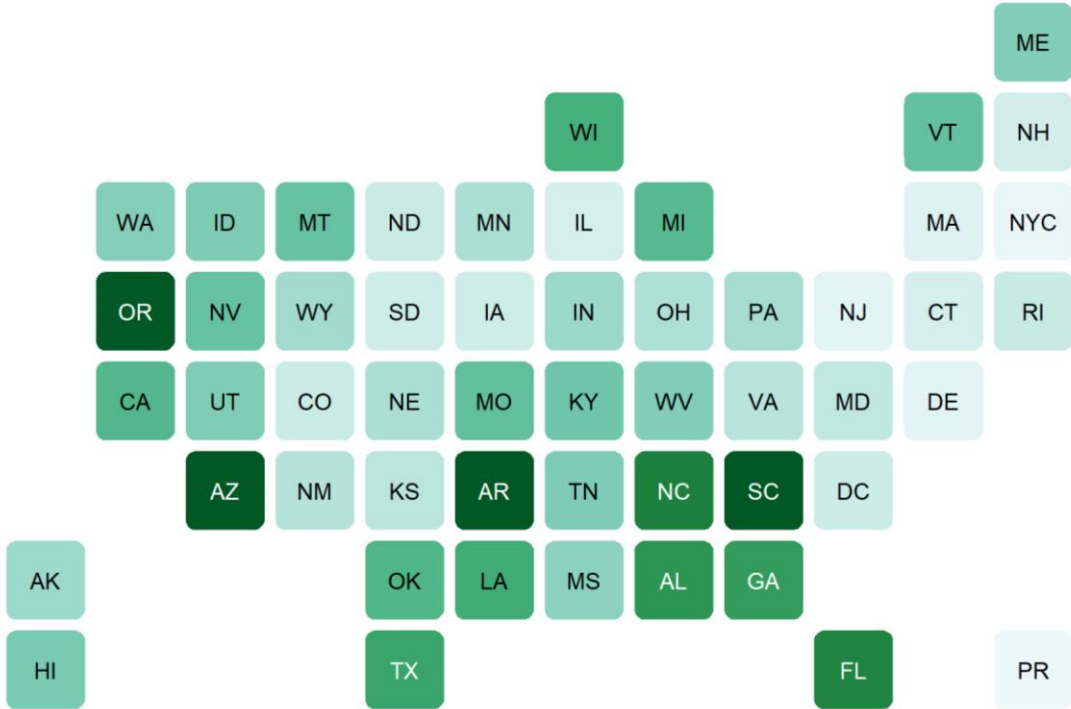 ME
WI VT NH
WA ID MT ND MN IL MI MA NYC
OR NV WY SD IA IN OH PA NJ CT RI
CA UT CO NE MO KY WV VA MD DE
AZ NM KS AR TN NC SC DC
AK OK LA MS AL GA
HI TX FL PR